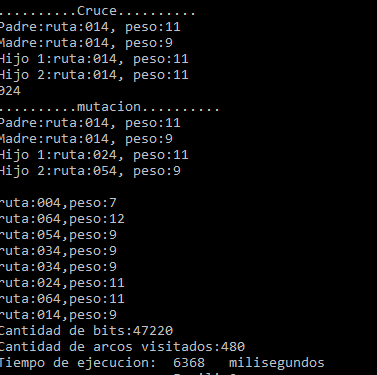 ..........Cruce..........
Padre:ruta:014, peso:11
Madre:ruta:014, peso:9
Hijo 1:ruta:014, peso:11
Hijo 2:ruta:014, peso:11
024
..........mutacion..........
Padre:ruta:014, peso:11
Madre:ruta:014, peso:9
Hijo 1:ruta:024, peso:11
Hijo 2:ruta:054, peso:9
ruta:004,peso:7
ruta:064,peso:12
ruta:054,peso:9
ruta:034,peso:9
ruta:034,peso:9
ruta:024,peso:11
ruta:064,peso:11
ruta:014,peso:9
Cantidad de bits:47220
Cantidad de arcos visitados:480
Tiempo de ejecucion:  6368   milisegundos